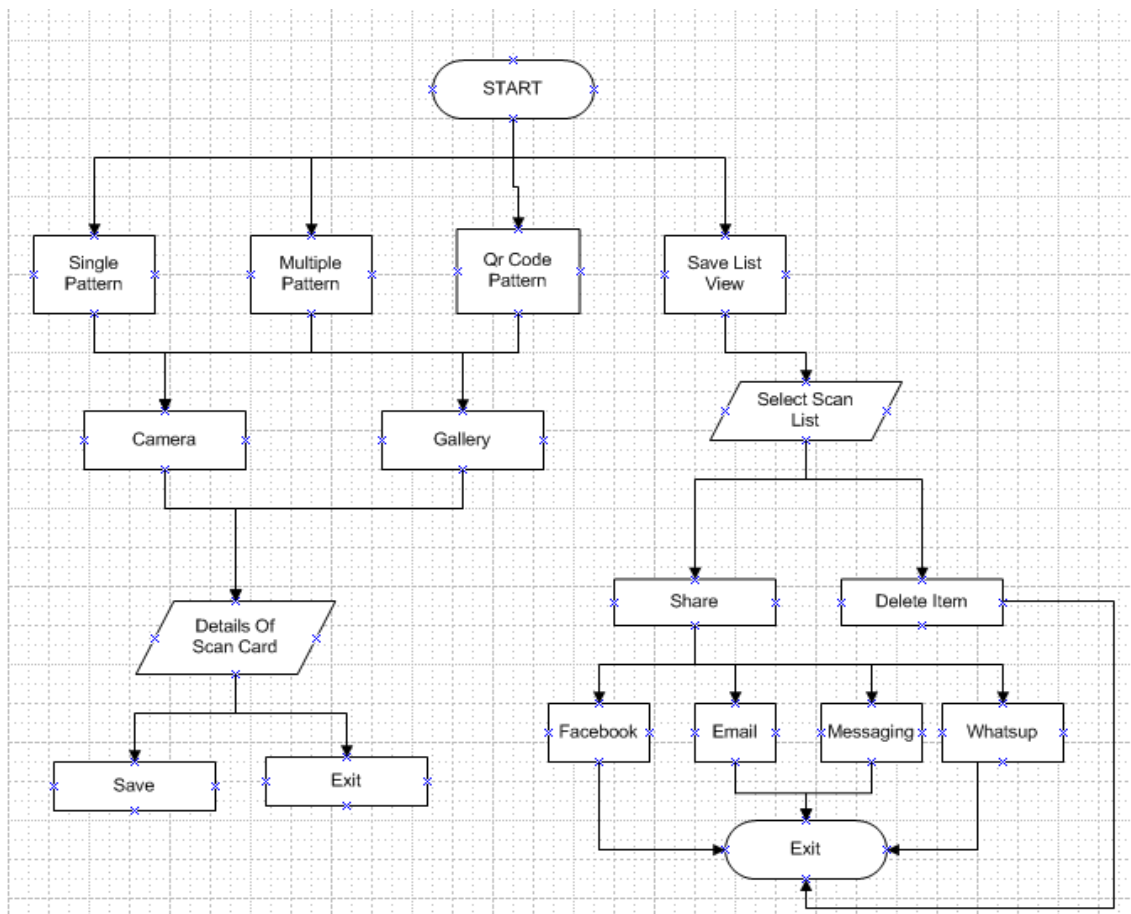 START
Single
Pattern
Multiple
Pattern
Qr Code
Pattern
Save List
View
Select Scan
List
Camera
Gallery
Share
Delete Item
Details Of
Scan Card
Facebook
Email
Messaging
Whatsup
Save
Exit
Exit